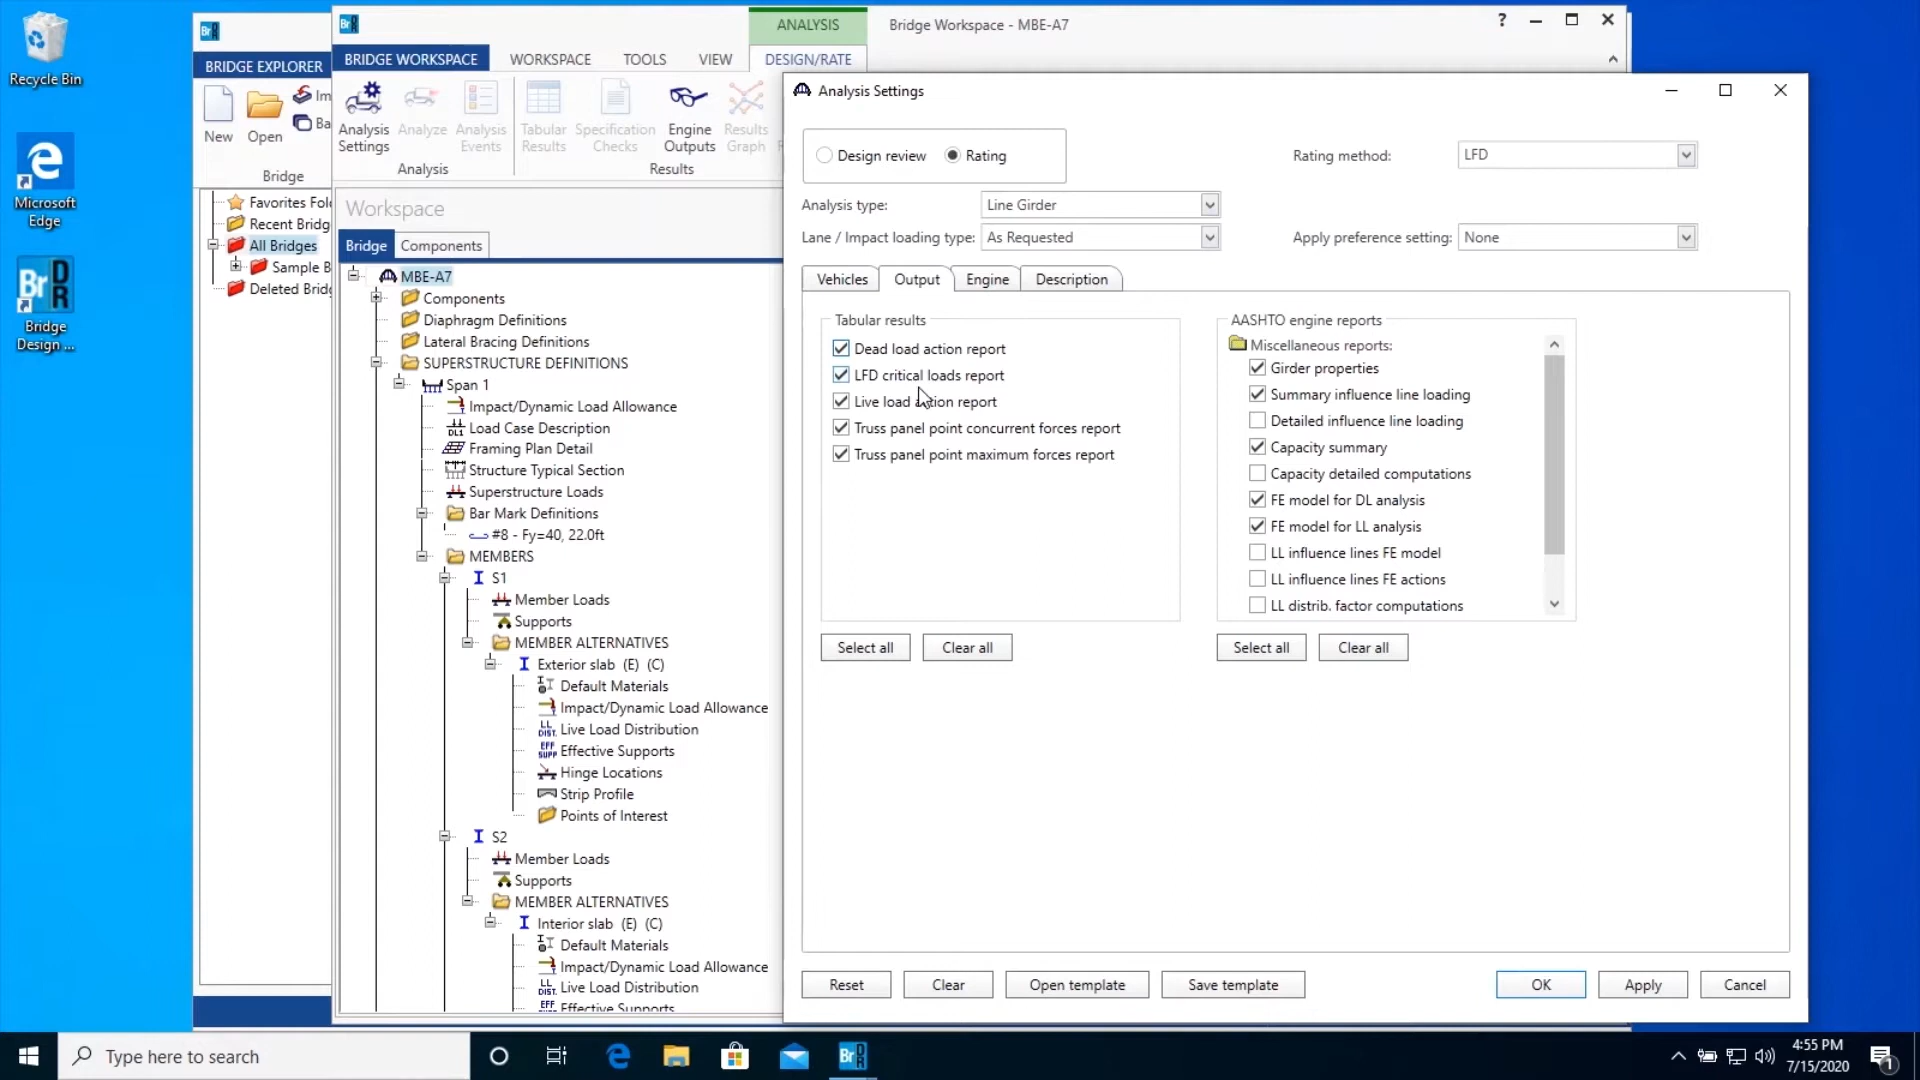 Recycle Bin
Microsoft
Edge
Bridge
Design ...
BRIDGE EXPLORER
New
Open
Im
Ba
Bridge
Favorites Fol
Recent Bridg
All Bridges
Sample B
Deleted Bridg
ANALYSIS
Bridge Workspace - MBE-A7
BRIDGE WORKSPACE
WORKSPACE
TOOLS
VIEW
DESIGN/RATE
Analysis
Settings
Analyze
Analysis
Events
Analysis
Tabular
Results
Specification
Checks
Engine
Outputs
Results
Graph
Results
Workspace
Bridge
Components
MBE-A7
Components
Diaphragm Definitions
Lateral Bracing Definitions
SUPERSTRUCTURE DEFINITIONS
Span 1
Impact/Dynamic Load Allowance
Load Case Description
Framing Plan Detail
Structure Typical Section
Superstructure Loads
Bar Mark Definitions
#8 - Fy=40, 22.0ft
MEMBERS
S1
Member Loads
Supports
MEMBER ALTERNATIVES
Exterior slab (E) (C)
Default Materials
Impact/Dynamic Load Allowance
Live Load Distribution
Effective Supports
Hinge Locations
Strip Profile
Points of Interest
S2
Member Loads
Supports
MEMBER ALTERNATIVES
Interior slab (E) (C)
Default Materials
Impact/Dynamic Load Allowance
Live Load Distribution
Effective Supports
Analysis Settings
Design review
Rating
Rating method:
LFD
Analysis type:
Line Girder
Lane / Impact loading type:
As Requested
Apply preference setting:
None
Vehicles
Output
Engine
Description
Tabular results
Dead load action report
LFD critical loads report
Live load action report
Truss panel point concurrent forces report
Truss panel point maximum forces report
Select all
Clear all
AASHTO engine reports
Miscellaneous reports:
Girder properties
Summary influence line loading
Detailed influence line loading
Capacity summary
Capacity detailed computations
FE model for DL analysis
FE model for LL analysis
LL influence lines FE model
LL influence lines FE actions
LL distrib. factor computations
Select all
Clear all
Reset
Clear
Open template
Save template
OK
Apply
Cancel
Type here to search
4:55 PM
7/15/2020
1